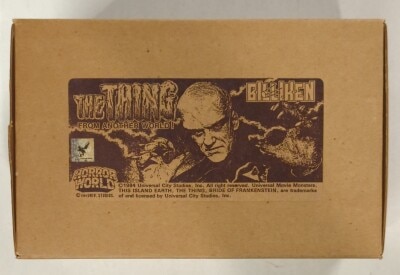 THE THING
FROM ANOTHER WORLD!
BILLIKEN
HORROR
WORLD
©1994 Universal City Studios, Inc. All right reserved. Universal Movie Monsters,
THIS ISLAND EARTH, THE THING, BRIDE OF FRANKENSTEIN, are trademarks
of and licensed by Universal City Studios, Inc.